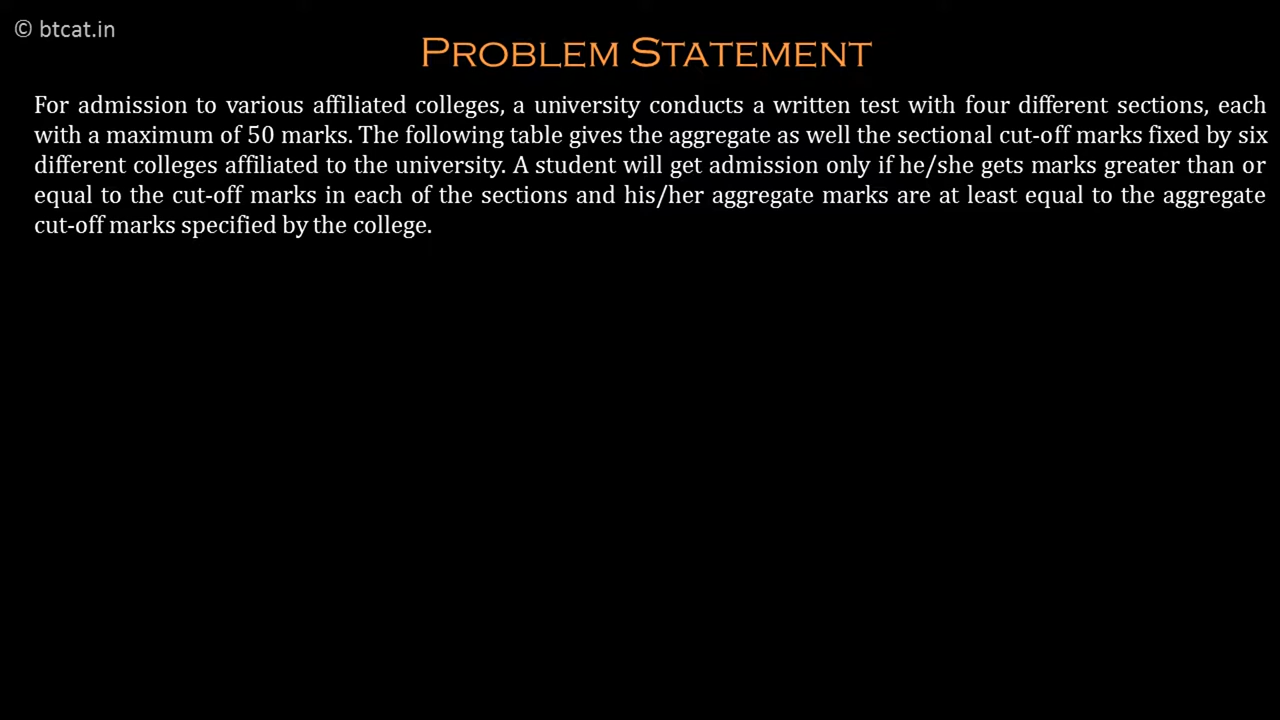 © btcat.in
PROBLEM STATEMENT
For admission to various affiliated colleges, a university conducts a written test with four different sections, each
with a maximum of 50 marks. The following table gives the aggregate as well the sectional cut-off marks fixed by six
different colleges affiliated to the university. A student will get admission only if he/she gets marks greater than or
equal to the cut-off marks in each of the sections and his/her aggregate marks are at least equal to the aggregate
cut-off marks specified by the college.